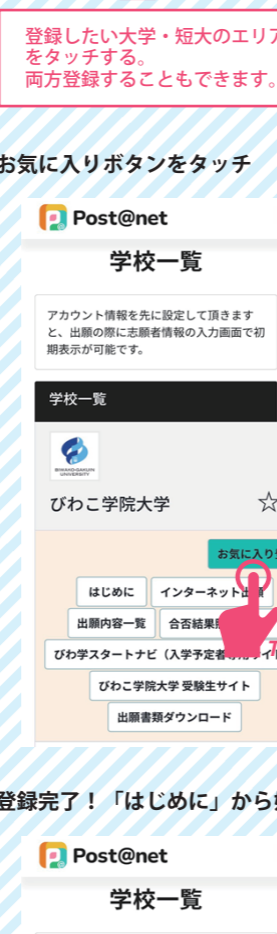 登録したい大学・短大のエリア
をタッチする。
両方登録することもできます。
お気に入りボタンをタッチ
Post@net
学校一覧
アカウント情報を先に設定して頂きます
と、出願の際に志願者情報の入力画面で初
期表示が可能です。
学校一覧
BIWAKO-GAKUIN
UNIVERSITY
びわこ学院大学 ☆
お気に入り
はじめに インターネット出願
出願内容一覧 合否結果
びわ学スタートナビ（入学予定者
びわこ学院大学 受験生サイト
出願書類ダウンロード
登録完了！「はじめに」から
Post@net
学校一覧